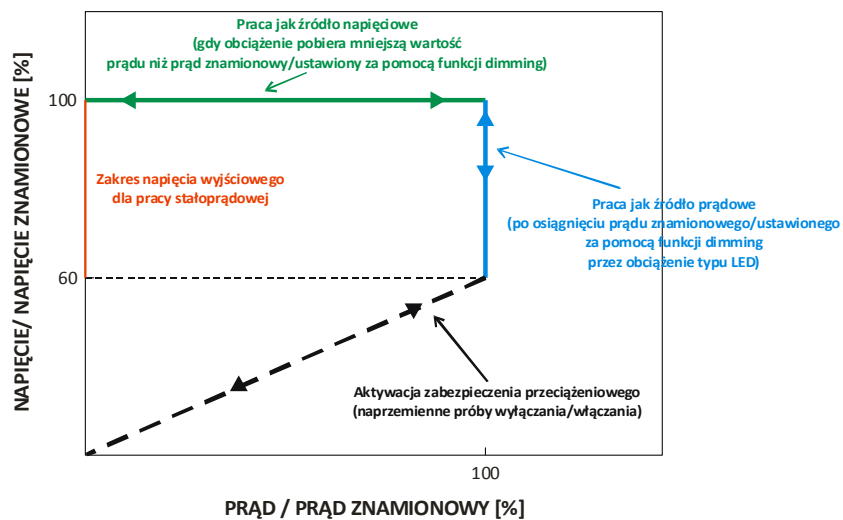 Praca jak źródło napięciowe
(gdy obciążenie pobiera mniejszą wartość
prądu niż prąd znamionowy/ustawiony za pomocą funkcji dimming)
NAPIĘCIE/ NAPIĘCIE ZNAMIONOWE [%]
100
Zakres napięcia wyjściowego
dla pracy stałoprądowej
Praca jak źródło prądowe
(po osiągnięciu prądu znamionowego/ustawionego
za pomocą funkcji dimming
przez obciążenie typu LED)
60
Aktywacja zabezpieczenia przeciążeniowego
(naprzemienne próby wyłączania/włączania)
100
PRĄD / PRĄD ZNAMIONOWY [%]